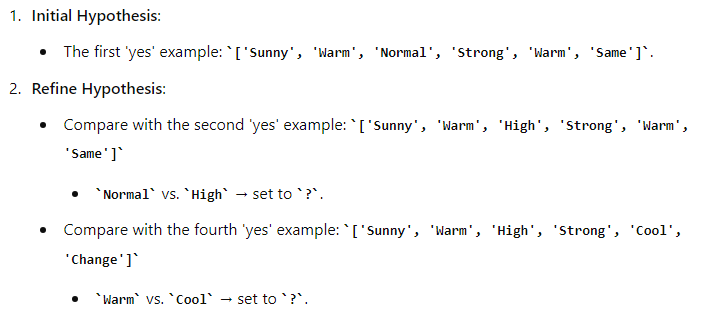 1. Initial Hypothesis:
• The first 'yes' example: `['Sunny', 'Warm', 'Normal', 'Strong', 'Warm', 'Same']`.
2. Refine Hypothesis:
• Compare with the second 'yes' example: `['Sunny', 'Warm', 'High', 'Strong', 'Warm',
'Same']`
• `Normal` vs. `High` → set to `?`.
• Compare with the fourth 'yes' example: `['Sunny', 'Warm', 'High', 'Strong', 'Cool',
'Change']`
• `Warm` vs. `Cool` → set to `?`.